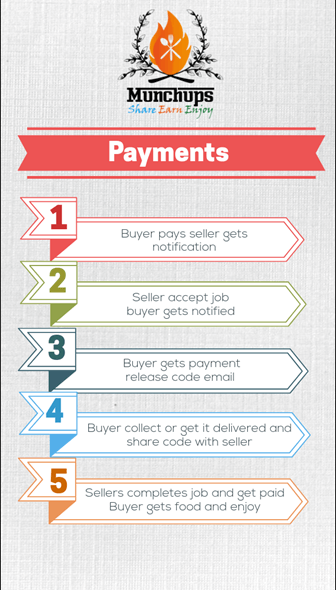 Munchups
Share Earn Enjoy
Payments
1
Buyer pays seller gets
notification
2
Seller accept job
buyer gets notified
3
Buyer gets payment
release code email
4
Buyer collect or get it delivered and
share code with seller
5
Sellers completes job and get paid
Buyer gets food and enjoy